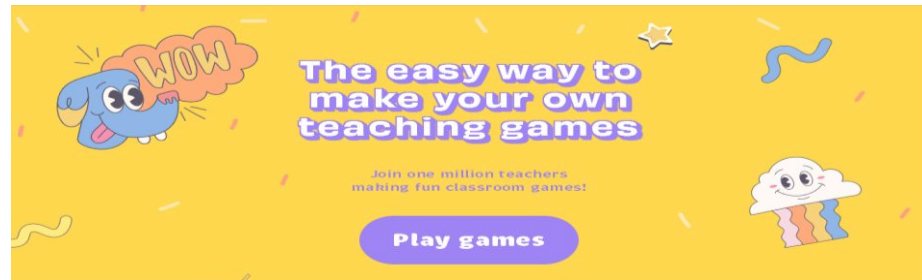 WOW
The easy way to
make your own
teaching games
Join one million teachers
making fun classroom games!
Play games